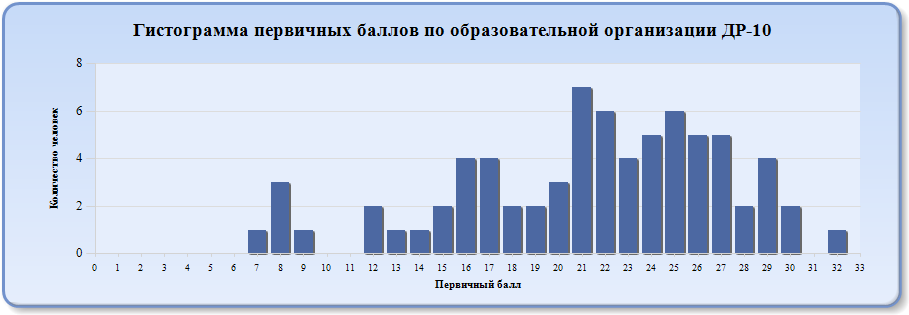 Гистограмма первичных баллов по образовательной организации ДР-10
8
6
4
2
0
Количество человек
0 1 2 3 4 5 6 7 8 9 10 11 12 13 14 15 16 17 18 19 20 21 22 23 24 25 26 27 28 29 30 31 32 33
Первичный балл